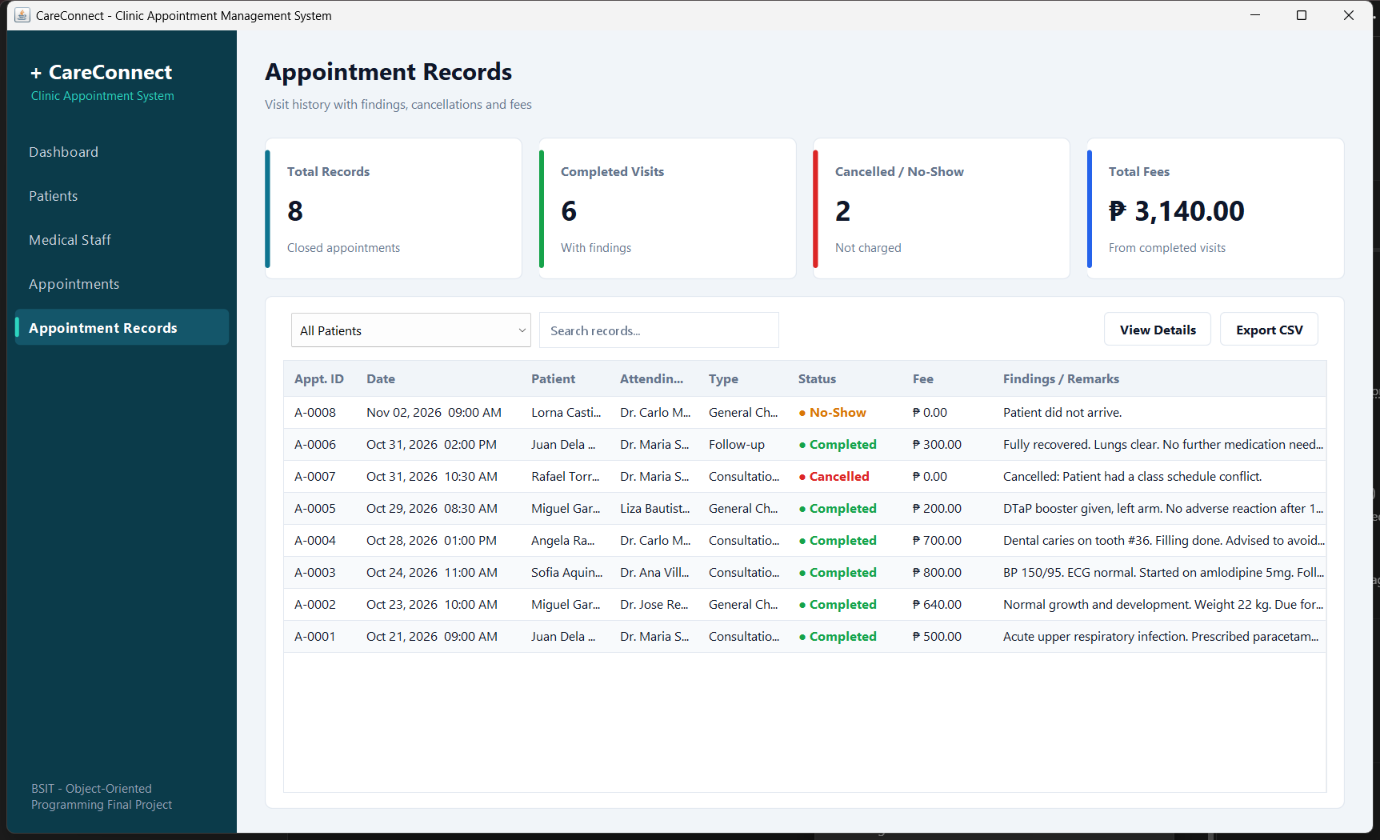 CareConnect - Clinic Appointment Management System
+ CareConnect
Clinic Appointment System
Dashboard
Patients
Medical Staff
Appointments
Appointment Records
BSIT - Object-Oriented
Programming Final Project
Appointment Records
Visit history with findings, cancellations and fees
Total Records
8
Closed appointments
Completed Visits
6
With findings
Cancelled / No-Show
2
Not charged
Total Fees
₱ 3,140.00
From completed visits
All Patients
Search records...
View Details
Export CSV
Appt. ID Date Patient Attendin... Type Status Fee Findings / Remarks
A-0008 Nov 02, 2026 09:00 AM Lorna Casti... Dr. Carlo M... General Ch... ● No-Show ₱ 0.00 Patient did not arrive.
A-0006 Oct 31, 2026 02:00 PM Juan Dela ... Dr. Maria S... Follow-up ● Completed ₱ 300.00 Fully recovered. Lungs clear. No further medication need...
A-0007 Oct 31, 2026 10:30 AM Rafael Torr... Dr. Maria S... Consultatio... ● Cancelled ₱ 0.00 Cancelled: Patient had a class schedule conflict.
A-0005 Oct 29, 2026 08:30 AM Miguel Gar... Liza Bautist... General Ch... ● Completed ₱ 200.00 DTaP booster given, left arm. No adverse reaction after 1...
A-0004 Oct 28, 2026 01:00 PM Angela Ra... Dr. Carlo M... Consultatio... ● Completed ₱ 700.00 Dental caries on tooth #36. Filling done. Advised to avoid...
A-0003 Oct 24, 2026 11:00 AM Sofia Aquin... Dr. Ana Vill... Consultatio... ● Completed ₱ 800.00 BP 150/95. ECG normal. Started on amlodipine 5mg. Foll...
A-0002 Oct 23, 2026 10:00 AM Miguel Gar... Dr. Jose Re... General Ch... ● Completed ₱ 640.00 Normal growth and development. Weight 22 kg. Due for...
A-0001 Oct 21, 2026 09:00 AM Juan Dela ... Dr. Maria S... Consultatio... ● Completed ₱ 500.00 Acute upper respiratory infection. Prescribed paracetam...